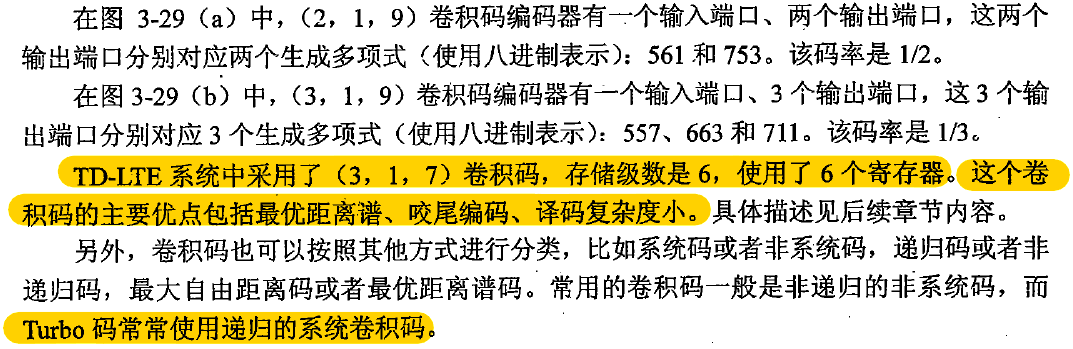 在图 3-29（a）中，（2，1，9）卷积码编码器有一个输入端口、两个输出端口，这两个
输出端口分别对应两个生成多项式（使用八进制表示）：561 和 753。该码率是 1/2。
在图 3-29（b）中，（3，1，9）卷积码编码器有一个输入端口、3 个输出端口，这 3 个输
出端口分别对应 3 个生成多项式（使用八进制表示）：557、663 和 711。该码率是 1/3。
TD-LTE 系统中采用了（3，1，7）卷积码，存储级数是 6，使用了 6 个寄存器。这个卷
积码的主要优点包括最优距离谱、咬尾编码、译码复杂度小。具体描述见后续章节内容。
另外，卷积码也可以按照其他方式进行分类，比如系统码或者非系统码，递归码或者非
递归码，最大自由距离码或者最优距离谱码。常用的卷积码一般是非递归的非系统码，而
Turbo 码常常使用递归的系统卷积码。